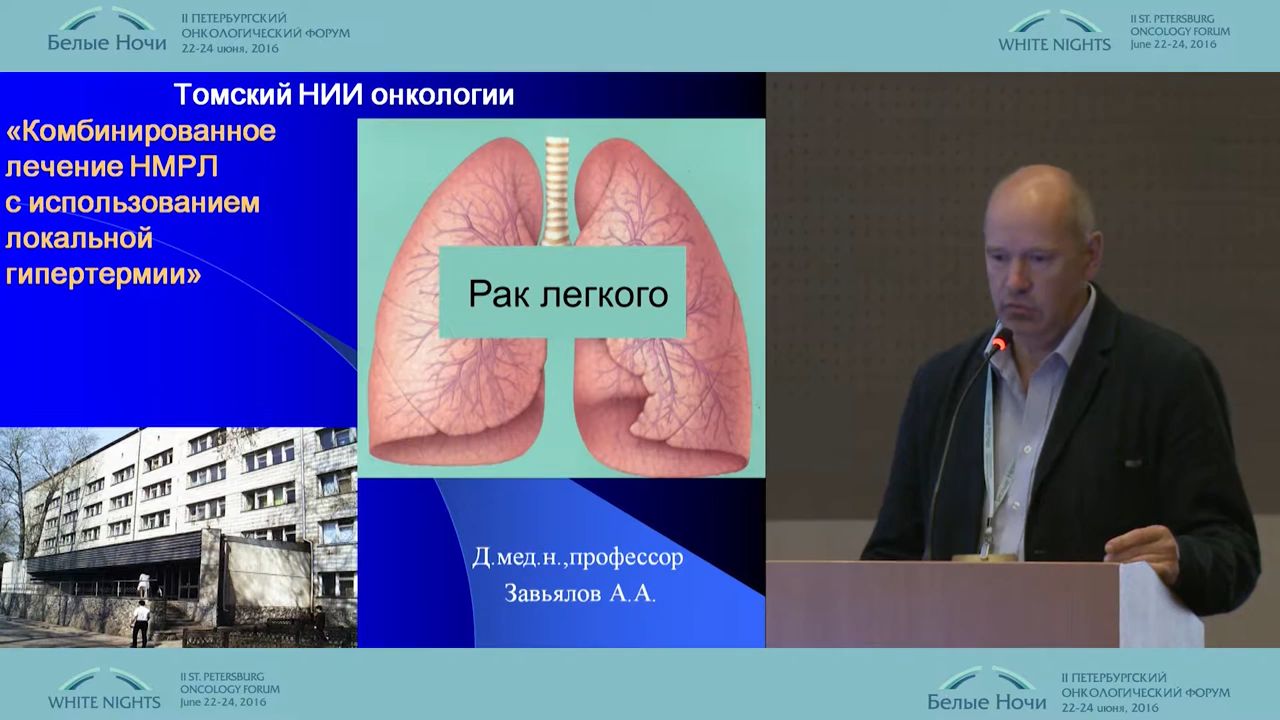 Белые Ночи
II ПЕТЕРБУРГСКИЙ
ОНКОЛОГИЧЕСКИЙ ФОРУМ
22-24 июня, 2016
WHITE NIGHTS
II ST. PETERSBURG
ONCOLOGY FORUM
June 22-24, 2016
Томский НИИ онкологии
«Комбинированное
лечение НМРЛ
с использованием
локальной
гипертермии»
Рак легкого
Д.мед.н.,профессор
Завьялов А.А.
WHITE NIGHTS
II ST. PETERSBURG
ONCOLOGY FORUM
June 22-24, 2016
Белые Ночи
II ПЕТЕРБУРГСКИЙ
ОНКОЛОГИЧЕСКИЙ ФОРУМ
22-24 июня, 2016